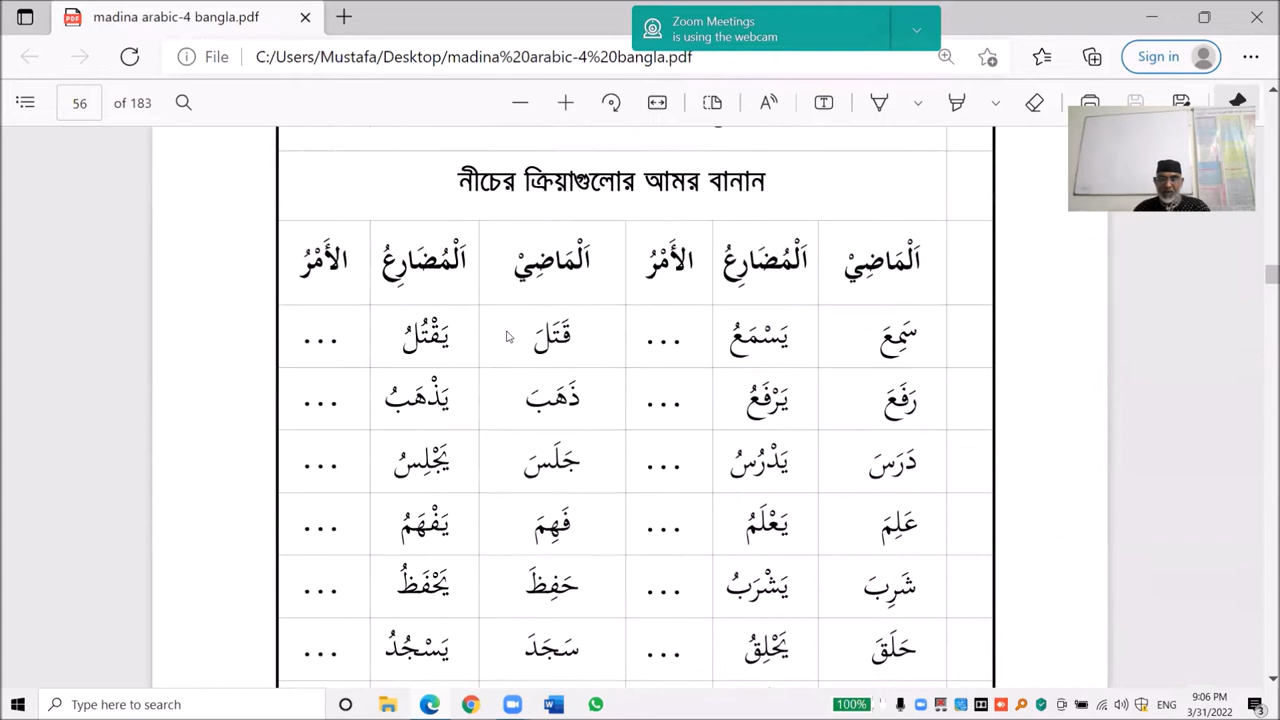 madina arabic-4 bangla.pdf
Zoom Meetings
is using the webcam
File C:/Users/Mustafa/Desktop/madina%20arabic-4%20bangla.pdf
Sign in
56 of 183
নীচের ক্রিয়াগুলোর আমর বানান
اَلْمَاضِيْ اَلْمُضَارِعُ الأَمْرُ اَلْمَاضِيْ اَلْمُضَارِعُ الأَمْرُ
سَمِعَ يَسْمَعُ ... قَتَلَ يَقْتُلُ ...
رَفَعَ يَرْفَعُ ... ذَهَبَ يَذْهَبُ ...
دَرَسَ يَدْرُسُ ... جَلَسَ يَجْلِسُ ...
عَلِمَ يَعْلَمُ ... فَهِمَ يَفْهَمُ ...
شَرِبَ يَشْرَبُ ... حَفِظَ يَحْفَظُ ...
حَلَقَ يَحْلِقُ ... سَجَدَ يَسْجُدُ ...
Type here to search
100%
ENG
9:06 PM
3/31/2022